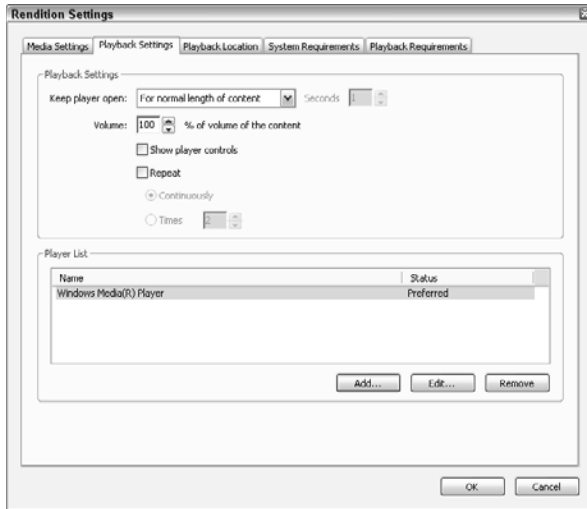 Rendition Settings
Media Settings Playback Settings Playback Location System Requirements Playback Requirements
Playback Settings
Keep player open: For normal length of content Seconds 1
Volume: 100 % of volume of the content
Show player controls
Repeat
Continuously
Times 2
Player List
Name Status
Windows Media(R) Player Preferred
Add... Edit... Remove
OK Cancel